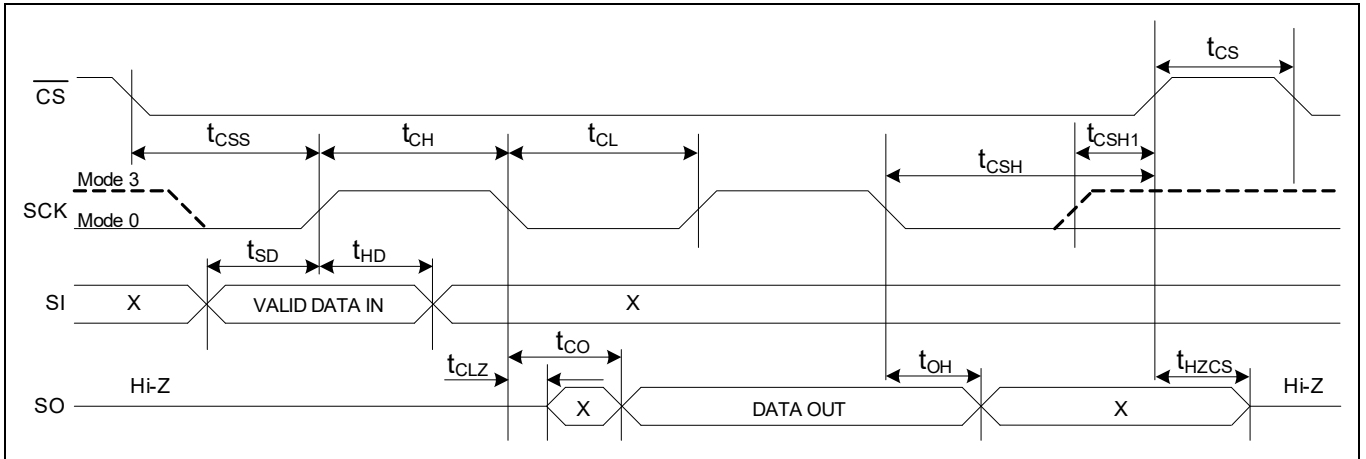 tCS
CS
tCSS
tCH
tCL
tCSH1
tCSH
Mode 3
SCK
Mode 0
tSD
tHD
SI
X
VALID DATA IN
X
tCO
tCLZ
tOH
tHZCS
Hi-Z
Hi-Z
SO
X
DATA OUT
X